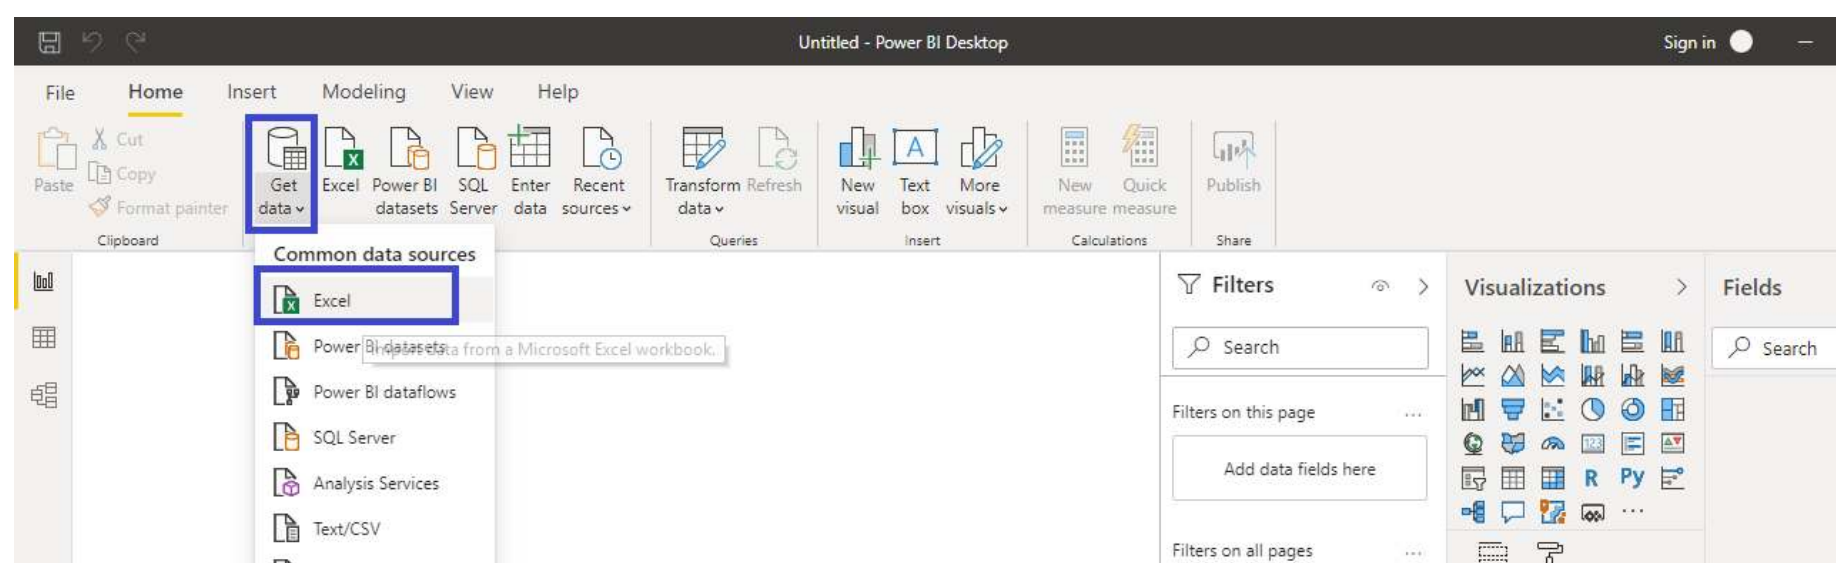 Untitled - Power BI Desktop
Sign in
File Home Insert Modeling View Help
Cut
Copy
Paste
Format painter
Clipboard
Get data
Excel
Power BI datasets
SQL Server
Enter data
Recent sources
Transform data
Refresh
Queries
New visual
Text box
More visuals
Insert
New measure
Quick measure
Calculations
Publish
Share
Common data sources
Excel
Power BI datasets
Import data from a Microsoft Excel workbook.
Power BI dataflows
SQL Server
Analysis Services
Text/CSV
Filters
Search
Filters on this page
...
Add data fields here
Filters on all pages
...
Visualizations
123
R Py
...
Fields
Search